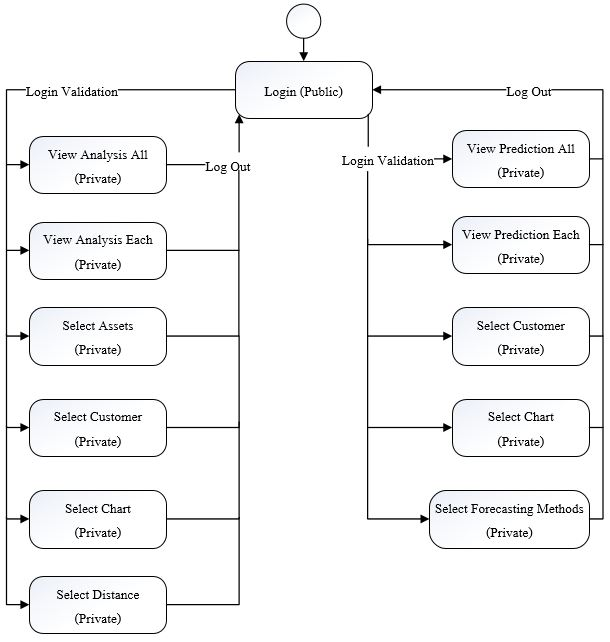 Login (Public)
Login Validation
Log Out
View Analysis All
(Private)
Log Out
Login Validation
View Prediction All
(Private)
View Analysis Each
(Private)
View Prediction Each
(Private)
Select Assets
(Private)
Select Customer
(Private)
Select Customer
(Private)
Select Chart
(Private)
Select Chart
(Private)
Select Forecasting Methods
(Private)
Select Distance
(Private)